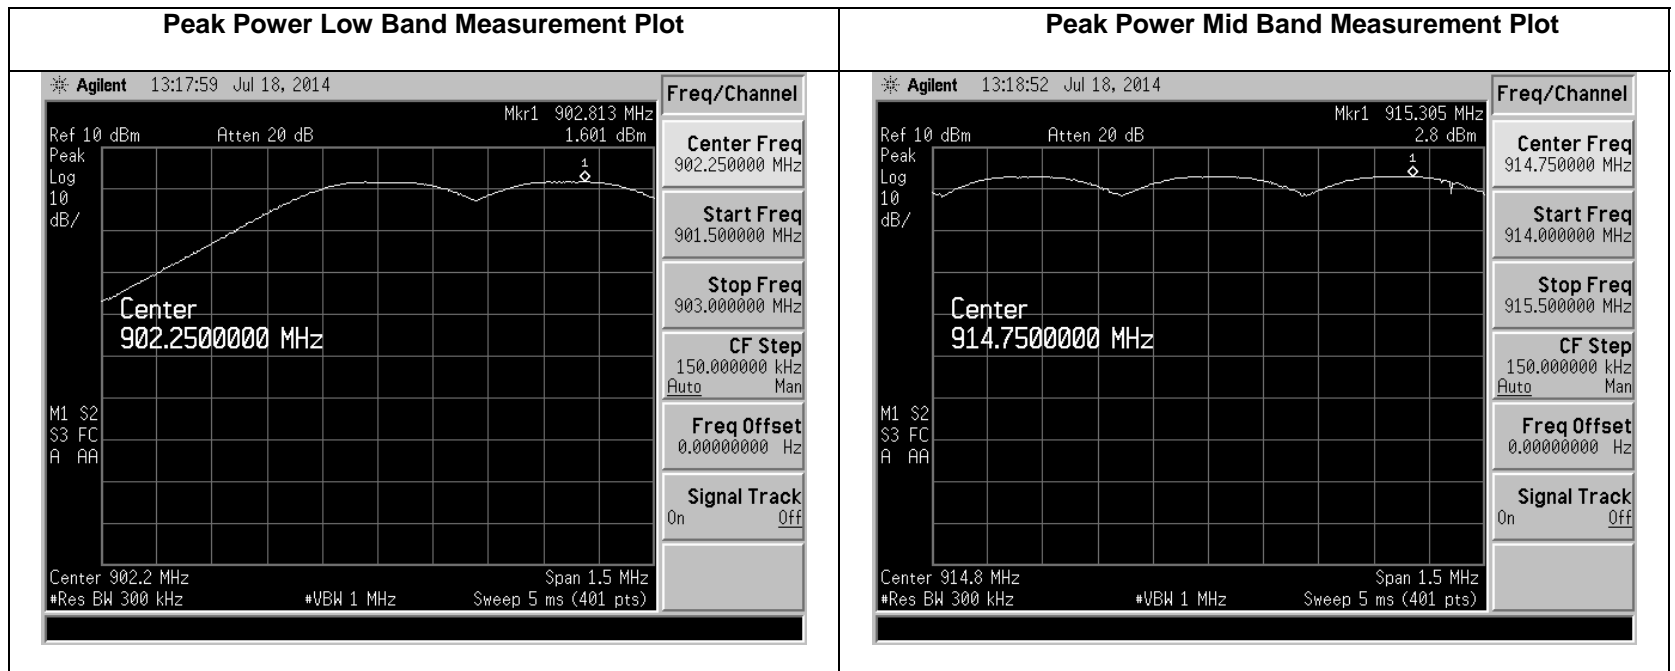 Peak Power Low Band Measurement Plot
Agilent 13:17:59 Jul 18, 2014
Mkr1 902.813 MHz
Ref 10 dBm Atten 20 dB 1.601 dBm
Peak
Log
10
dB/
1
Center
902.2500000 MHz
M1 S2
S3 FC
A AA
Center 902.2 MHz Span 1.5 MHz
#Res BW 300 kHz #VBW 1 MHz Sweep 5 ms (401 pts)
Freq/Channel
Center Freq
902.250000 MHz
Start Freq
901.500000 MHz
Stop Freq
903.000000 MHz
CF Step
150.000000 kHz
Auto Man
Freq Offset
0.00000000 Hz
Signal Track
On Off
Peak Power Mid Band Measurement Plot
Agilent 13:18:52 Jul 18, 2014
Mkr1 915.305 MHz
Ref 10 dBm Atten 20 dB 2.8 dBm
Peak
Log
10
dB/
1
Center
914.7500000 MHz
M1 S2
S3 FC
A AA
Center 914.8 MHz Span 1.5 MHz
#Res BW 300 kHz #VBW 1 MHz Sweep 5 ms (401 pts)
Freq/Channel
Center Freq
914.750000 MHz
Start Freq
914.000000 MHz
Stop Freq
915.500000 MHz
CF Step
150.000000 kHz
Auto Man
Freq Offset
0.00000000 Hz
Signal Track
On Off